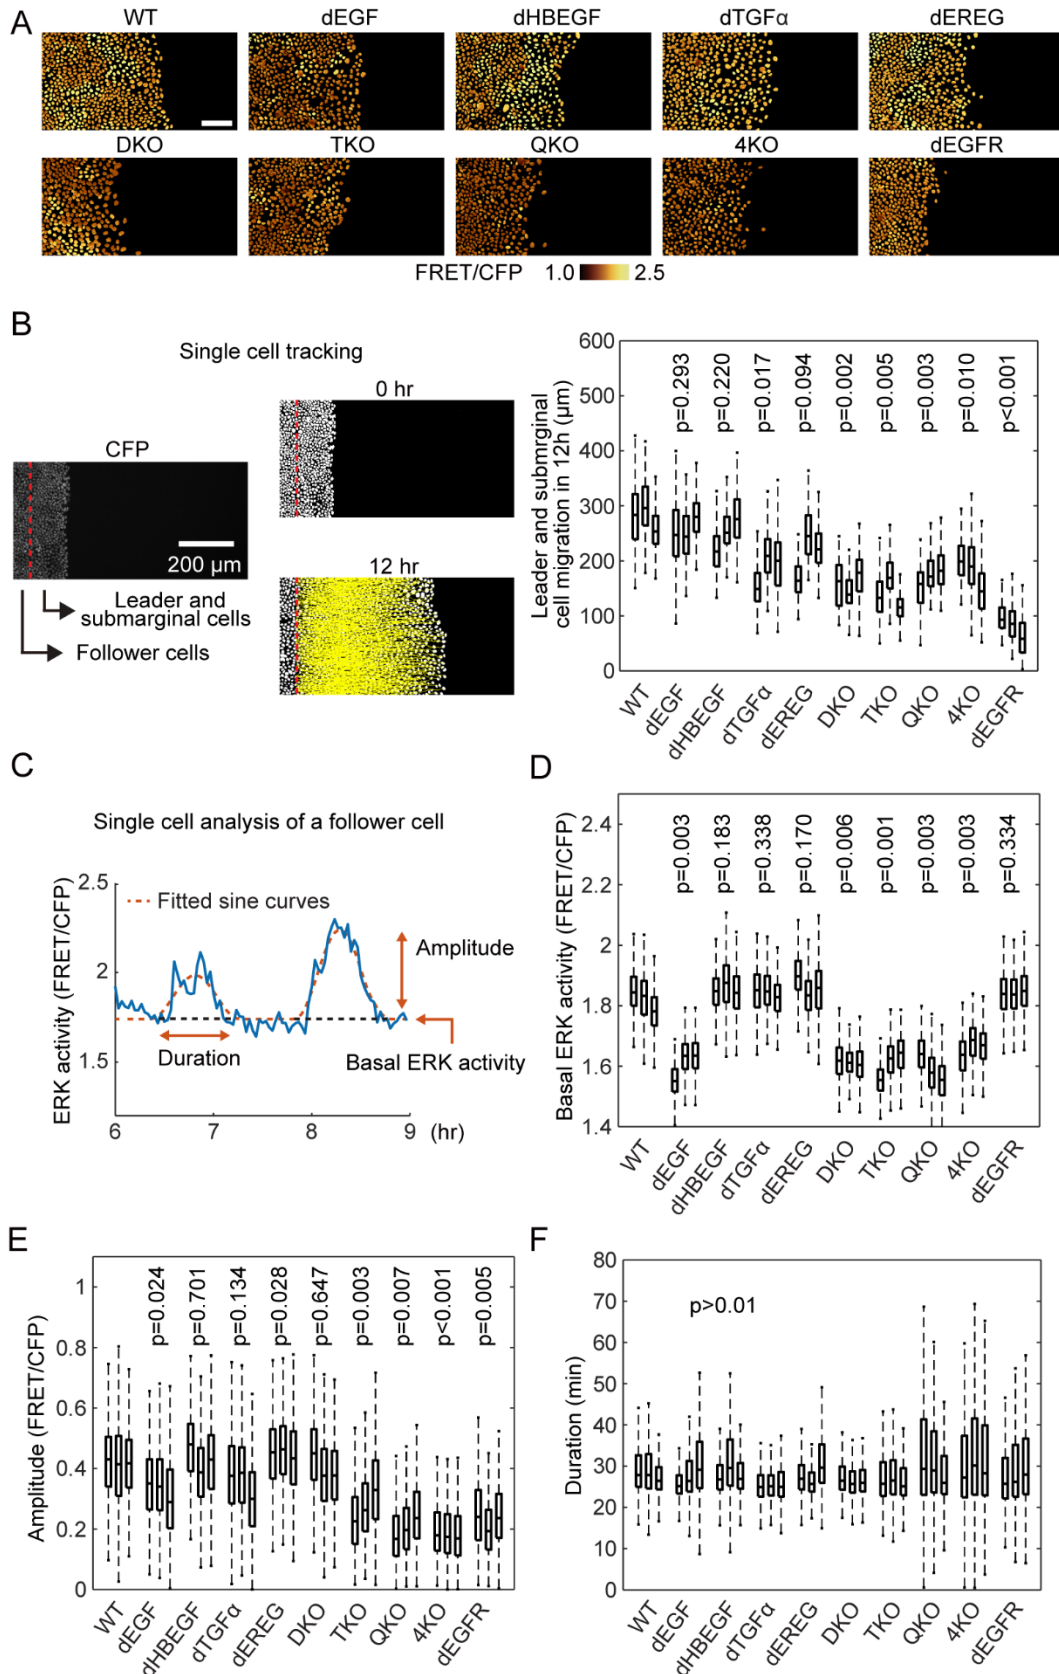 A
WT dEGF dHBEGF dTGFα dEREG
DKO TKO QKO 4KO dEGFR
FRET/CFP 1.0 2.5
B
Single cell tracking
0 hr
CFP
200 µm
12 hr
Leader and
submarginal cells
Follower cells
Leader and submrginal
cell migration in 12h (µm)
600
500
400
300
200
100
0
p=0.293
p=0.220
p=0.017
p=0.094
p=0.002
p=0.005
p=0.003
p=0.010
p<0.001
WT
dEGF
dHBEGF
dTGFα
dEREG
DKO
TKO
QKO
4KO
dEGFR
C
Single cell analysis of a follower cell
ERK activity (FRET/CFP)
2.5
2
1.5
Fitted sine curves
Amplitude
Duration
Basal ERK activity
6 7 8 9 (hr)
D
Basal ERK activity (FRET/CFP)
2.4
2.2
2
1.8
1.6
1.4
p=0.003
p=0.183
p=0.338
p=0.170
p=0.006
p=0.001
p=0.003
p=0.003
p=0.334
WT
dEGF
dHBEGF
dTGFα
dEREG
DKO
TKO
QKO
4KO
dEGFR
E
Amplitude (FRET/CFP)
1
0.8
0.6
0.4
0.2
0
p=0.024
p=0.701
p=0.134
p=0.028
p=0.647
p=0.003
p=0.007
p<0.001
p=0.005
WT
dEGF
dHBEGF
dTGFα
dEREG
DKO
TKO
QKO
4KO
dEGFR
F
Duration (min)
80
70
60
50
40
30
20
10
0
p>0.01
WT
dEGF
dHBEGF
dTGFα
dEREG
DKO
TKO
QKO
4KO
dEGFR